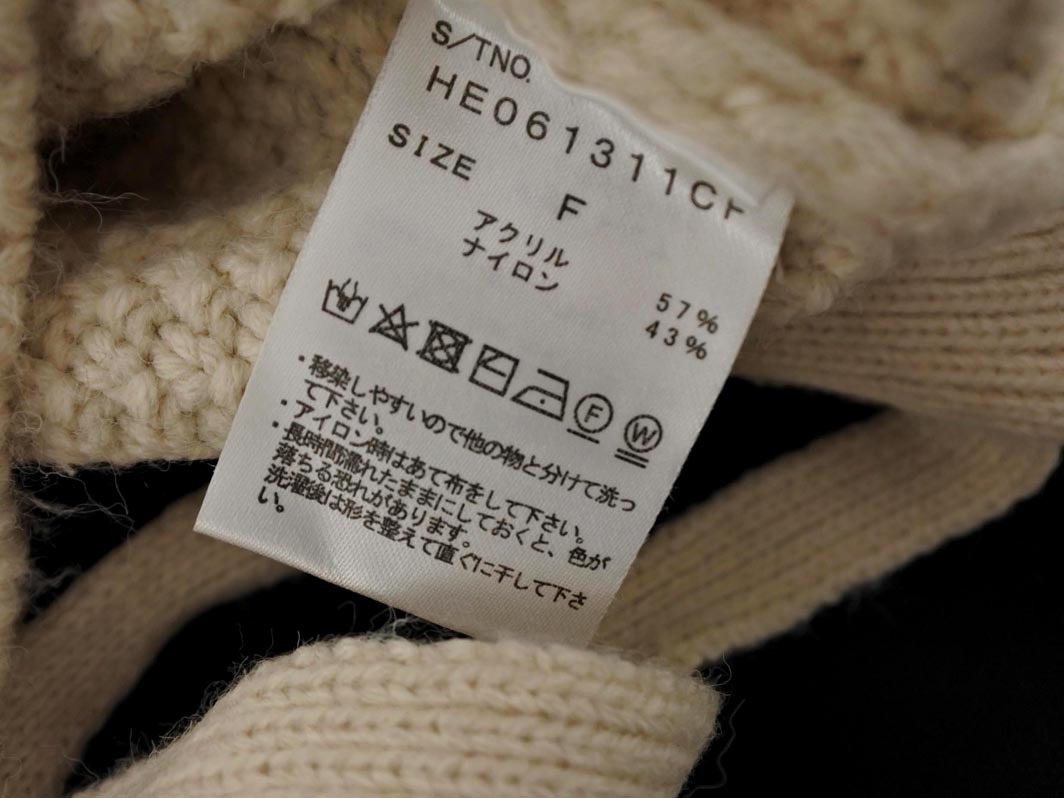 S/TNO.
HE061311CF
SIZE
F
アクリル 57%
ナイロン 43%
F W
・移染しやすいので他の物と分けて洗っ
て下さい。
・アイロン時はあて布をして下さい。
・長時間濡れたままにしておくと、色が
落ちる恐れがあります。
洗濯後は形を整えて直ぐに干して下さ
い。